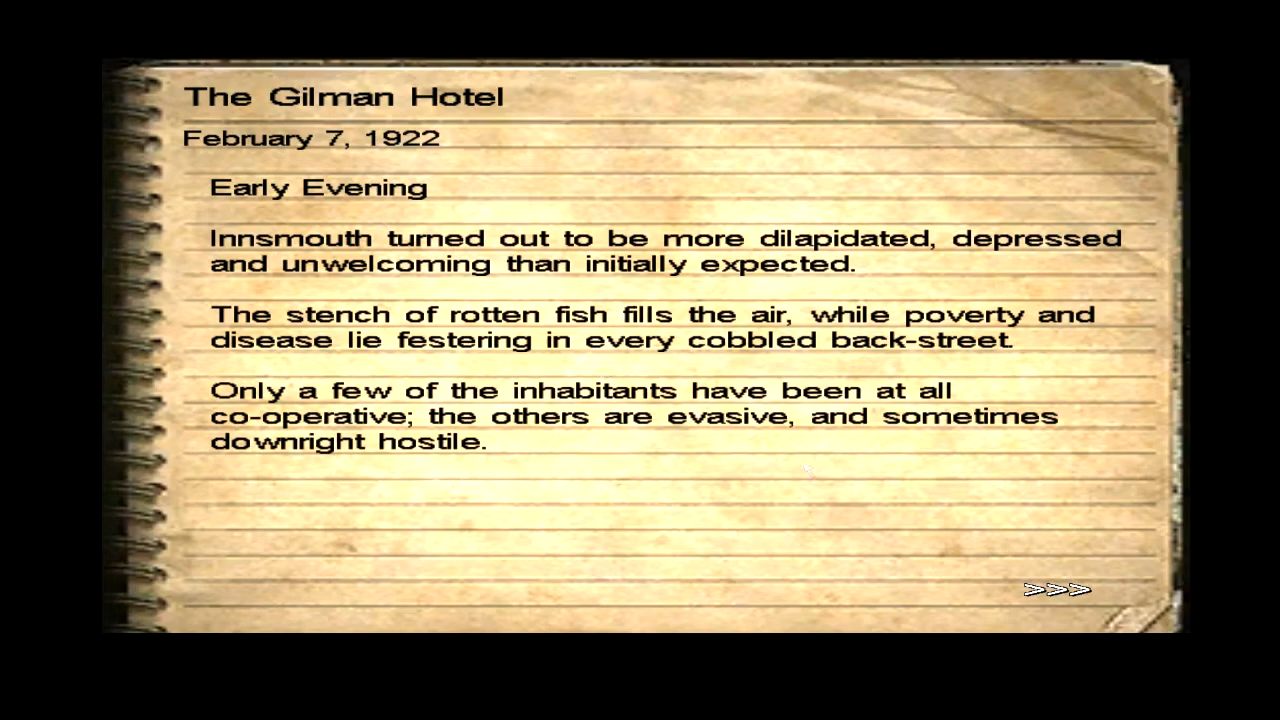 The Gilman Hotel
February 7, 1922
Early Evening
Innsmouth turned out to be more dilapidated, depressed
and unwelcoming than initially expected.
The stench of rotten fish fills the air, while poverty and
disease lie festering in every cobbled back-street.
Only a few of the inhabitants have been at all
co-operative; the others are evasive, and sometimes
downright hostile.
>>>